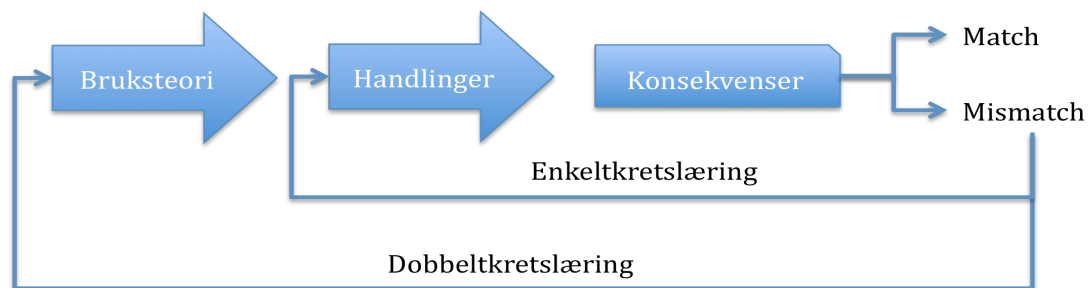 Bruksteori
Handlinger
Konsekvenser
Match
Mismatch
Enkeltkretslæring
Dobbeltkretslæring